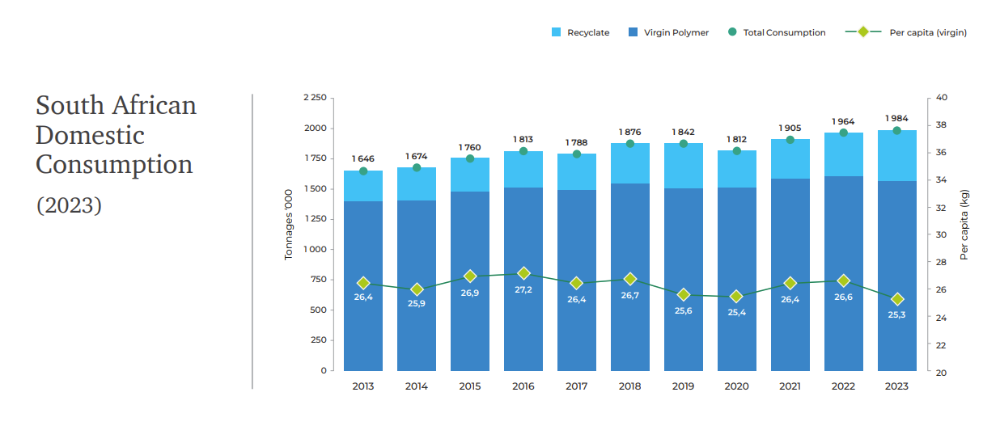 Recyclate Virgin Polymer Total Consumption Per capita (virgin)
South African
Domestic
Consumption
(2023)
Tonnages '000
2 250
2000
1 750
1 500
1 250
1 000
750
500
250
0
1 646 1 674 1 760 1 813 1 788 1 876 1 842 1 812 1 905 1 964 1 984
26,4 25,9 26,9 27,2 26,4 26,7 25,6 25,4 26,4 26,6 25,3
2013 2014 2015 2016 2017 2018 2019 2020 2021 2022 2023
40
38
36
34
32
30
28
26
24
22
20
Per capita (kg)